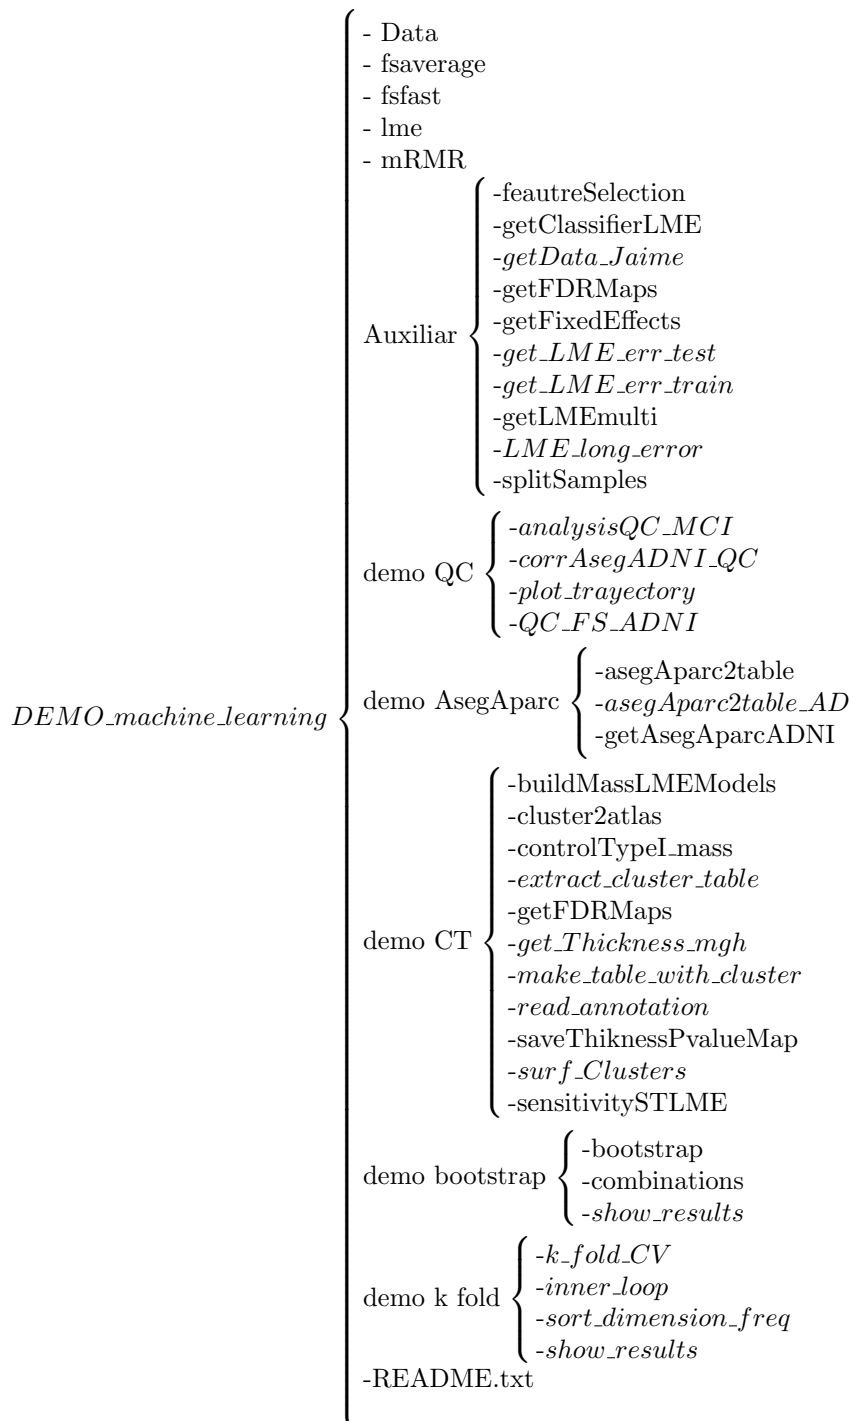 - Data
- fsaverage
- fsfast
- lme
- mRMR
Auxiliar
-feautreSelection
-getClassifierLME
-getData_Jaime
-getFDRMaps
-getFixedEffects
-get_LME_err_test
-get_LME_err_train
-getLMEmulti
-LME_long_error
-splitSamples
demo QC
-analysisQC_MCI
-corrAsegADNI_QC
-plot_trayectory
-QC_FS_ADNI
DEMO_machine_learning
demo AsegAparc
-asegAparc2table
-asegAparc2table_AD
-getAsegAparcADNI
demo CT
-buildMassLMEModels
-cluster2atlas
-controlTypeI_mass
-extract_cluster_table
-getFDRMaps
-get_Thickness_mgh
-make_table_with_cluster
-read_annotation
-saveThiknessPvalueMap
-surf_Clusters
-sensitivitySTLME
demo bootstrap
-bootstrap
-combinations
-show_results
demo k fold
-k_fold_CV
-inner_loop
-sort_dimension_freq
-show_results
-README.txt